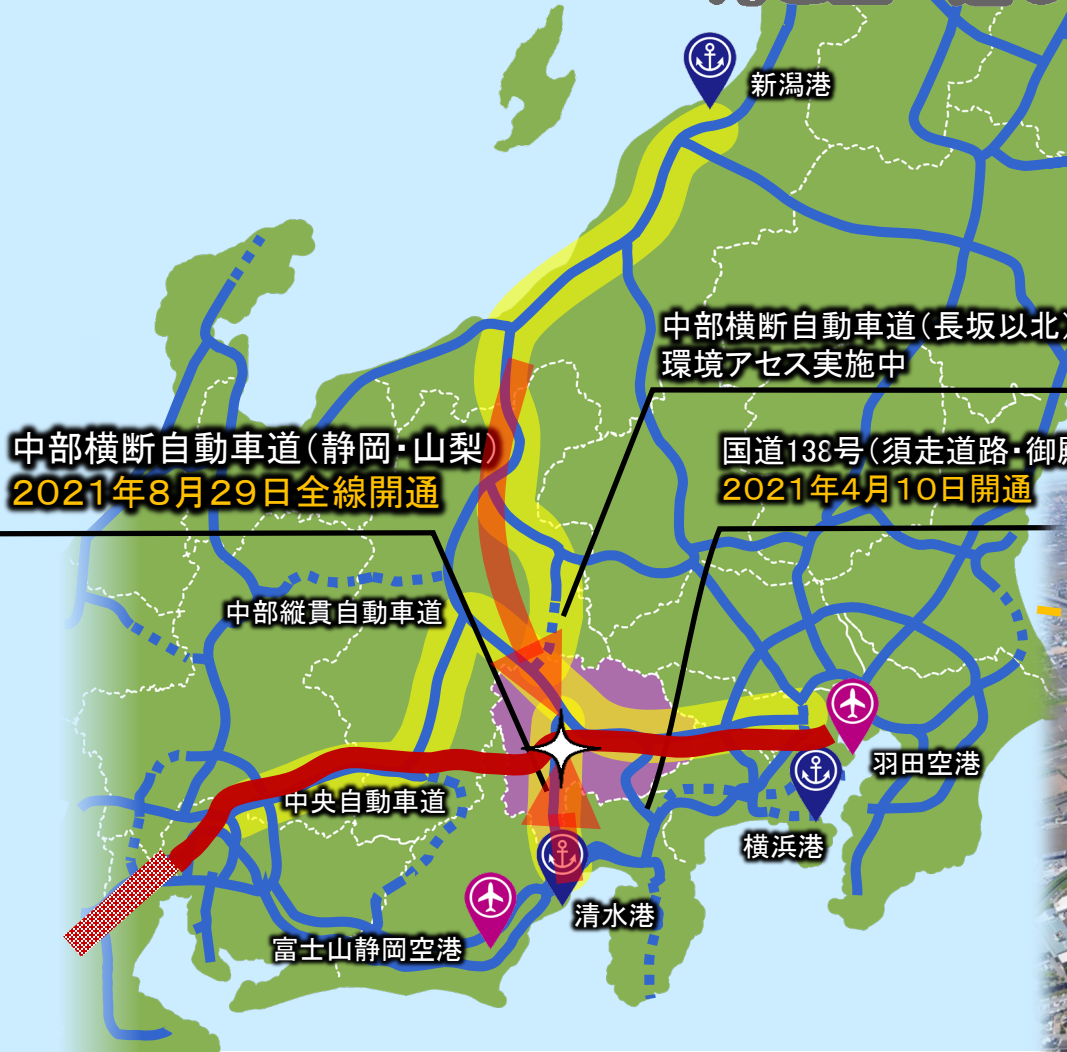 新潟港
中部横断自動車道（長坂以北）
環境アセス実施中
中部横断自動車道（静岡・山梨）
2021年8月29日全線開通
国道138号（須走道路・御殿
2021年4月10日開通
中部縦貫自動車道
羽田空港
中央自動車道
横浜港
清水港
富士山静岡空港